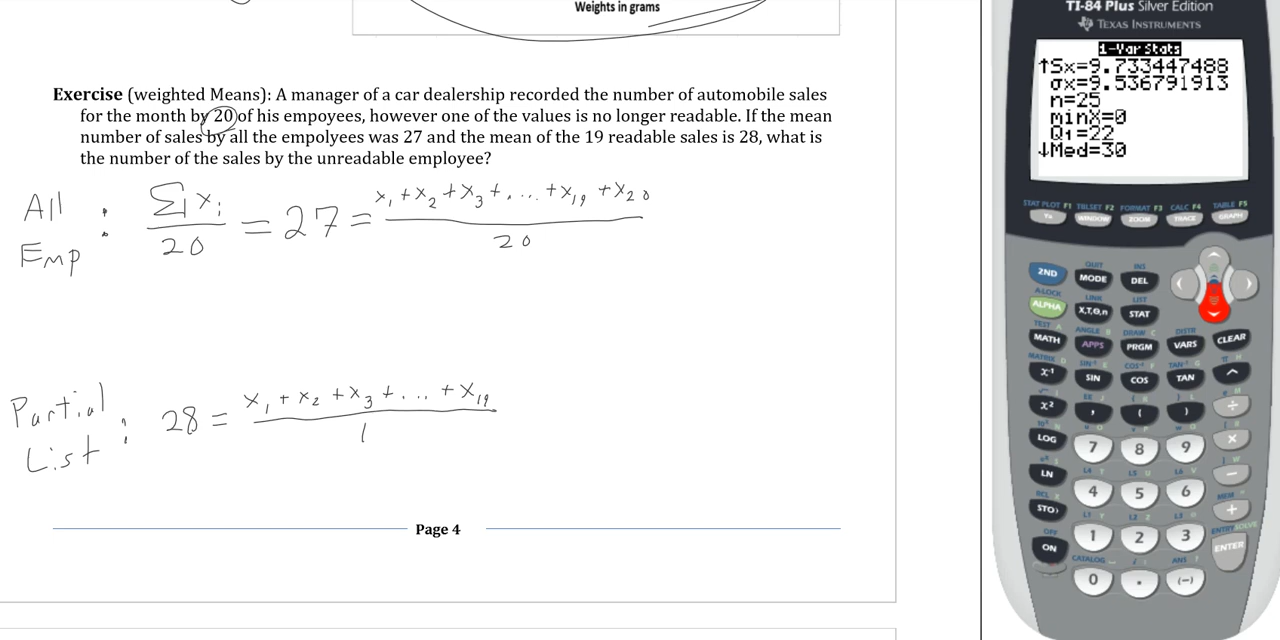 Weights in grams
Exercise (weighted Means): A manager of a car dealership recorded the number of automobile sales
for the month by 20 of his empoyees, however one of the values is no longer readable. If the mean
number of sales by all the empolyees was 27 and the mean of the 19 readable sales is 28, what is
the number of the sales by the unreadable employee?
All Emp : Σxᵢ / 20 = 27 = x₁ + x₂ + x₃ + .... + x₁₉ + x₂₀ / 20
Partial List : 28 = x₁ + x₂ + x₃ + ... + x₁₉ / 1
Page 4
TI-84 Plus Silver Edition
TEXAS INSTRUMENTS
1-Var Stats
↑Sx=9.733447488
σx=9.536791913
n=25
minX=0
Q₁=22
↓Med=30
STAT PLOT F1 TBLSET F2 FORMAT F3 CALC F4 TABLE F5
Y= WINDOW ZOOM TRACE GRAPH
QUIT INS
2ND MODE DEL
A-LOCK LINK LIST
ALPHA X,T,Θ,n STAT
TEST A ANGLE B DRAW C DISTR
MATH APPS PRGM VARS CLEAR
MATRIX D SIN⁻¹ E COS⁻¹ F TAN⁻¹ G π H
x⁻¹ SIN COS TAN ^
x² , ( ) ÷
LOG 7 8 9 ×
LN 4 5 6 −
STO› 1 2 3 +
OFF CATALOG i ANS ? ENTRY SOLVE
ON 0 . (−) ENTER